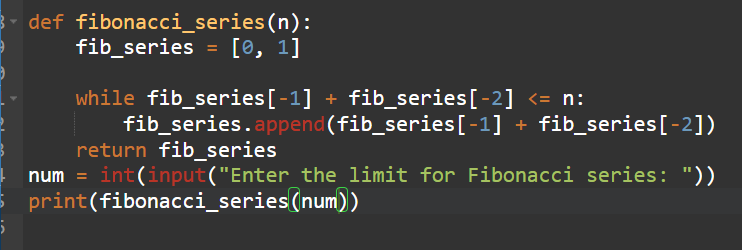 def fibonacci_series(n):
    fib_series = [0, 1]

    while fib_series[-1] + fib_series[-2] <= n:
        fib_series.append(fib_series[-1] + fib_series[-2])
    return fib_series
num = int(input("Enter the limit for Fibonacci series: "))
print(fibonacci_series(num))